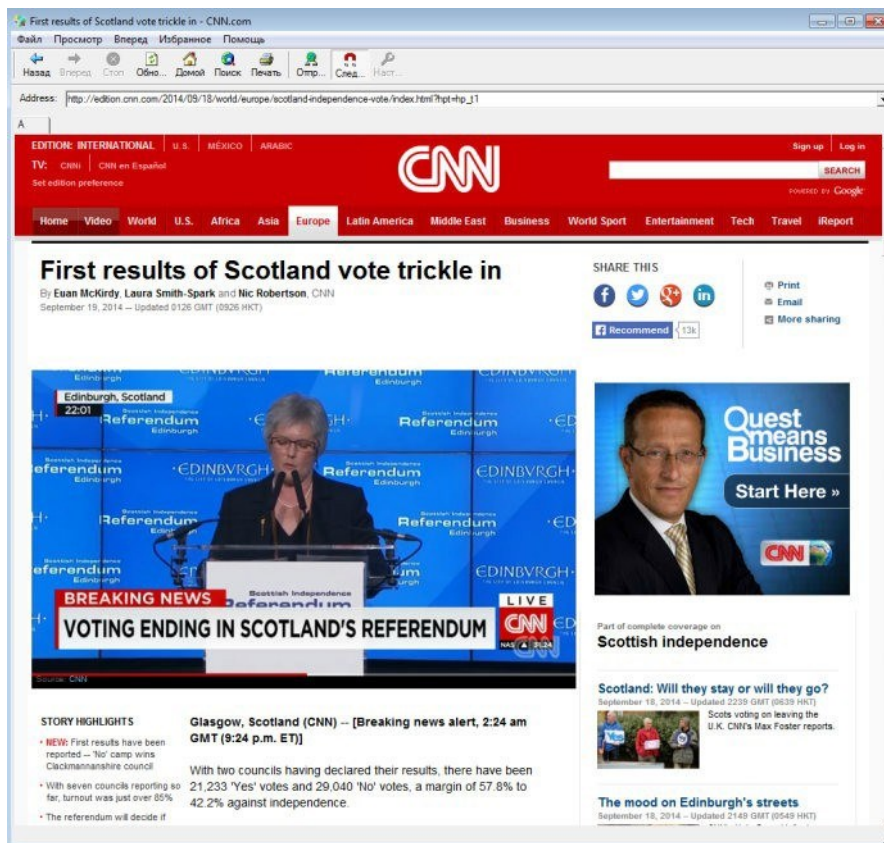 First results of Scotland vote trickle in - CNN.com
Файл Просмотр Вперед Избранное Помощь
Назад Вперед Стоп Обно... Домой Поиск Печать Отпр... След... Наст...
Address: http://edition.cnn.com/2014/09/18/world/europe/scotland-independence-vote/index.html?hpt=hp_t1
A
EDITION: INTERNATIONAL U.S. MÉXICO ARABIC
TV: CNNi CNN en Español
Set edition preference
CNN
Sign up Log in
SEARCH
POWERED BY Google
Home Video World U.S. Africa Asia Europe Latin America Middle East Business World Sport Entertainment Tech Travel iReport
First results of Scotland vote trickle in
By Euan McKirdy, Laura Smith-Spark and Nic Robertson, CNN
September 19, 2014 -- Updated 0126 GMT (0926 HKT)
SHARE THIS
Recommend 13k
Print
Email
More sharing
Edinburgh, Scotland
22:01
Scottish Independence
Referendum
Edinburgh
EDINBVRGH
BREAKING NEWS
VOTING ENDING IN SCOTLAND'S REFERENDUM
LIVE
CNN
Source: CNN
Quest
means
Business
Start Here »
CNN
Part of complete coverage on
Scottish independence
Scotland: Will they stay or will they go?
September 18, 2014 -- Updated 2239 GMT (0639 HKT)
Scots voting on leaving the
U.K. CNN's Max Foster reports.
The mood on Edinburgh's streets
September 18, 2014 -- Updated 2149 GMT (0549 HKT)
STORY HIGHLIGHTS
NEW: First results have been
reported -- 'No' camp wins
Clackmannanshire council
With seven councils reporting so
far, turnout was just over 85%
The referendum will decide if
Glasgow, Scotland (CNN) -- [Breaking news alert, 2:24 am
GMT (9:24 p.m. ET)]
With two councils having declared their results, there have been
21,233 'Yes' votes and 29,040 'No' votes, a margin of 57.8% to
42.2% against independence.